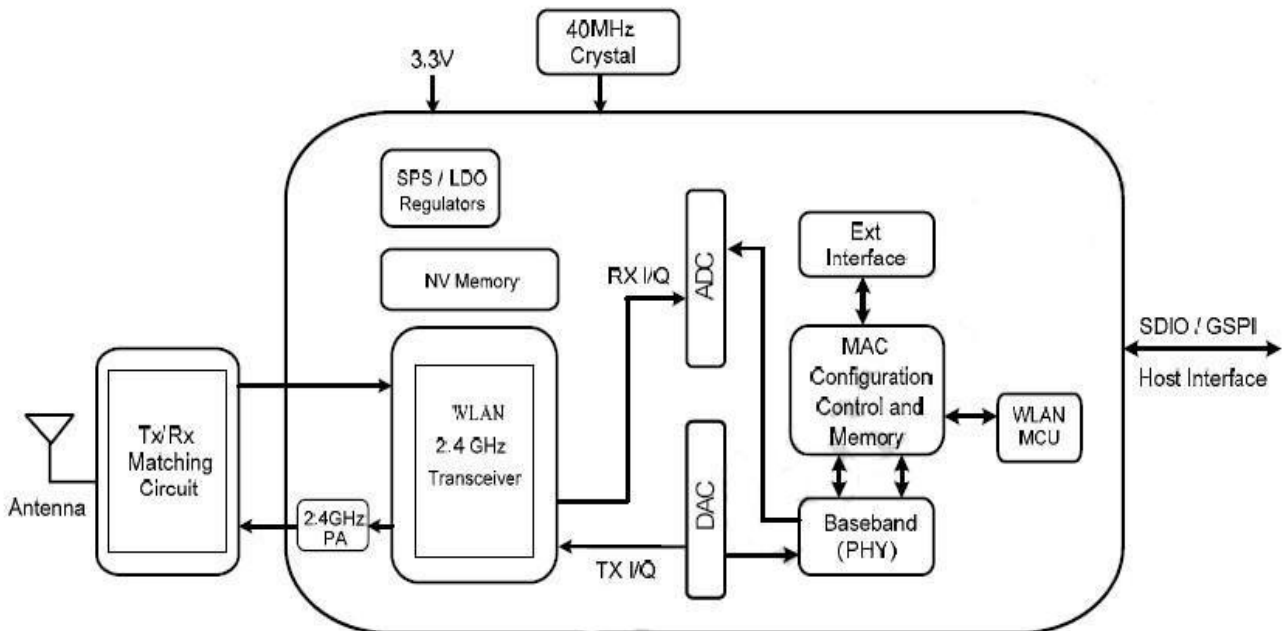 40MHz
Crystal
3.3V
SPS / LDO
Regulators
NV Memory
RX I/Q
ADC
Ext
Interface
SDIO / GSPI
Host Interface
MAC
Configuration
Control and
Memory
WLAN
MCU
WLAN
2.4 GHz
Transceiver
Tx/Rx
Matching
Circuit
Antenna
2.4GHz
PA
DAC
TX I/Q
Baseband
(PHY)